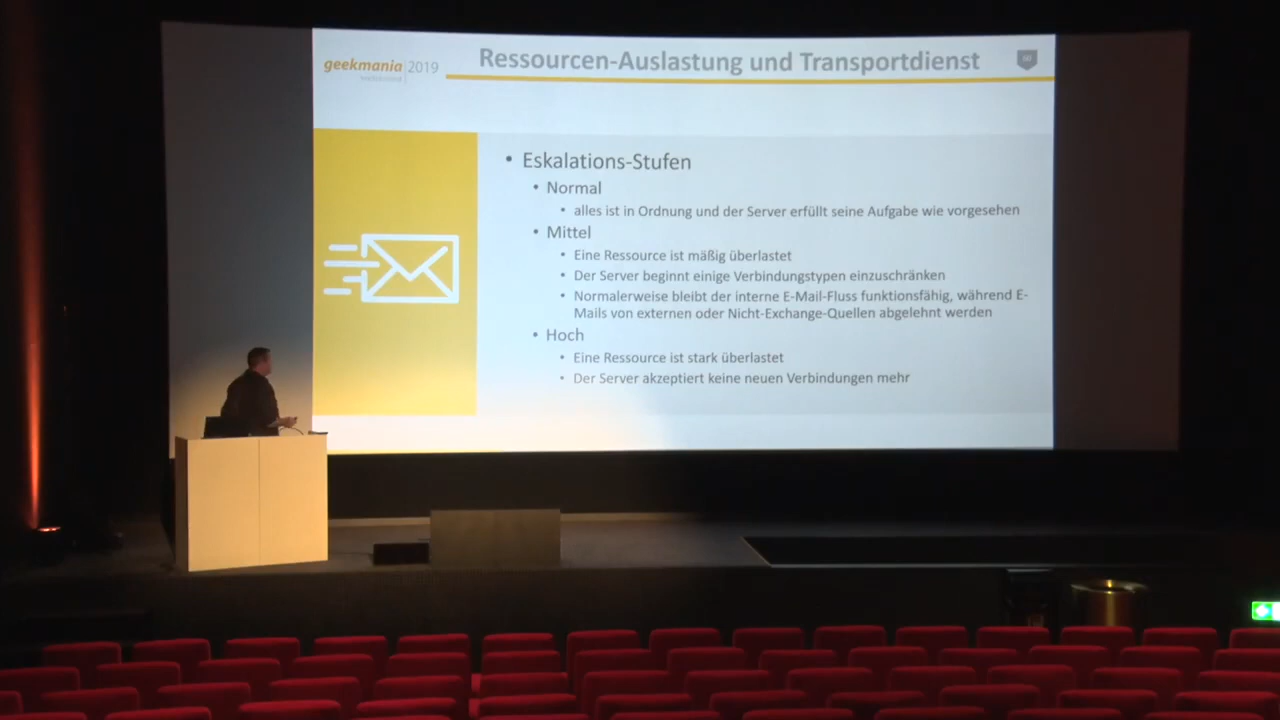 geekmania 2019
Ressourcen-Auslastung und Transportdienst
• Eskalations-Stufen
• Normal
• alles ist in Ordnung und der Server erfüllt seine Aufgabe wie vorgesehen
• Mittel
• Eine Ressource ist mäßig überlastet
• Der Server beginnt einige Verbindungstypen einzuschränken
• Normalerweise bleibt der interne E-Mail-Fluss funktionsfähig, während E-
Mails von externen oder Nicht-Exchange-Quellen abgelehnt werden
• Hoch
• Eine Ressource ist stark überlastet
• Der Server akzeptiert keine neuen Verbindungen mehr